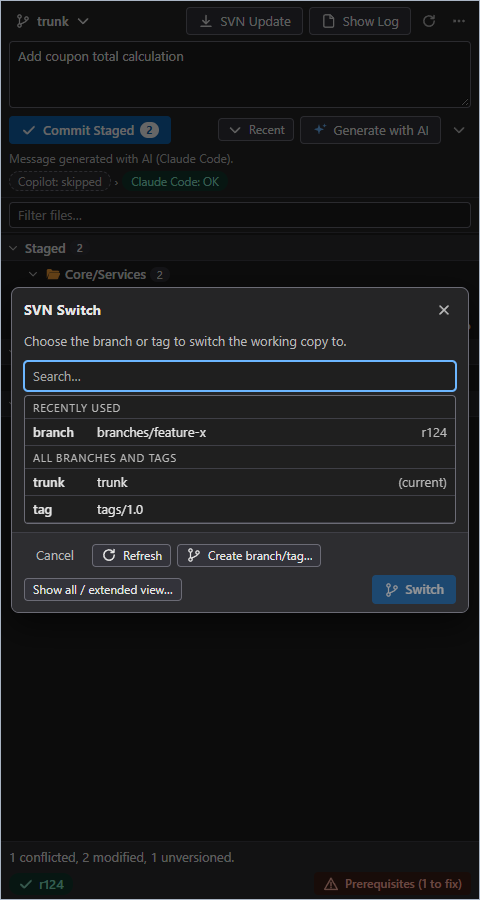 trunk
SVN Update
Show Log
Add coupon total calculation
Commit Staged 2
Recent
Generate with AI
Message generated with AI (Claude Code).
Copilot: skipped › Claude Code: OK
Filter files...
Staged 2
Core/Services 2
SVN Switch
Choose the branch or tag to switch the working copy to.
Search...
RECENTLY USED
branch branches/feature-x r124
ALL BRANCHES AND TAGS
trunk trunk (current)
tag tags/1.0
Cancel
Refresh
Create branch/tag...
Show all / extended view...
Switch
1 conflicted, 2 modified, 1 unversioned.
r124
Prerequisites (1 to fix)